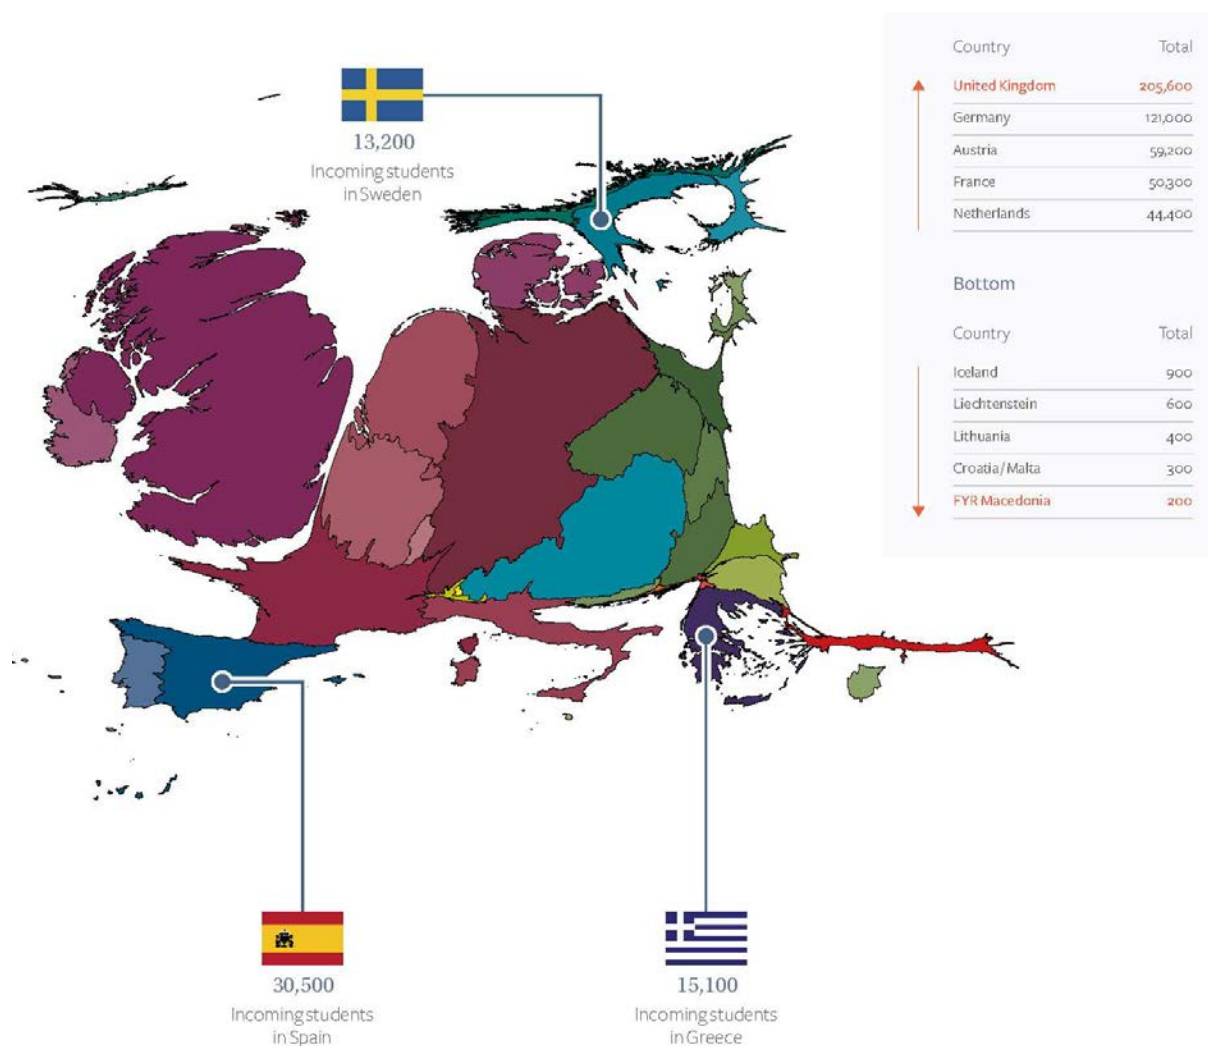 Country Total
United Kingdom 205,600
Germany 121,000
Austria 59,200
France 50,300
Netherlands 44,400
Bottom
Country Total
Iceland 900
Liechtenstein 600
Lithuania 400
Croatia/Malta 300
FYR Macedonia 200
13,200
Incoming students
in Sweden
30,500
Incoming students
in Spain
15,100
Incoming students
in Greece